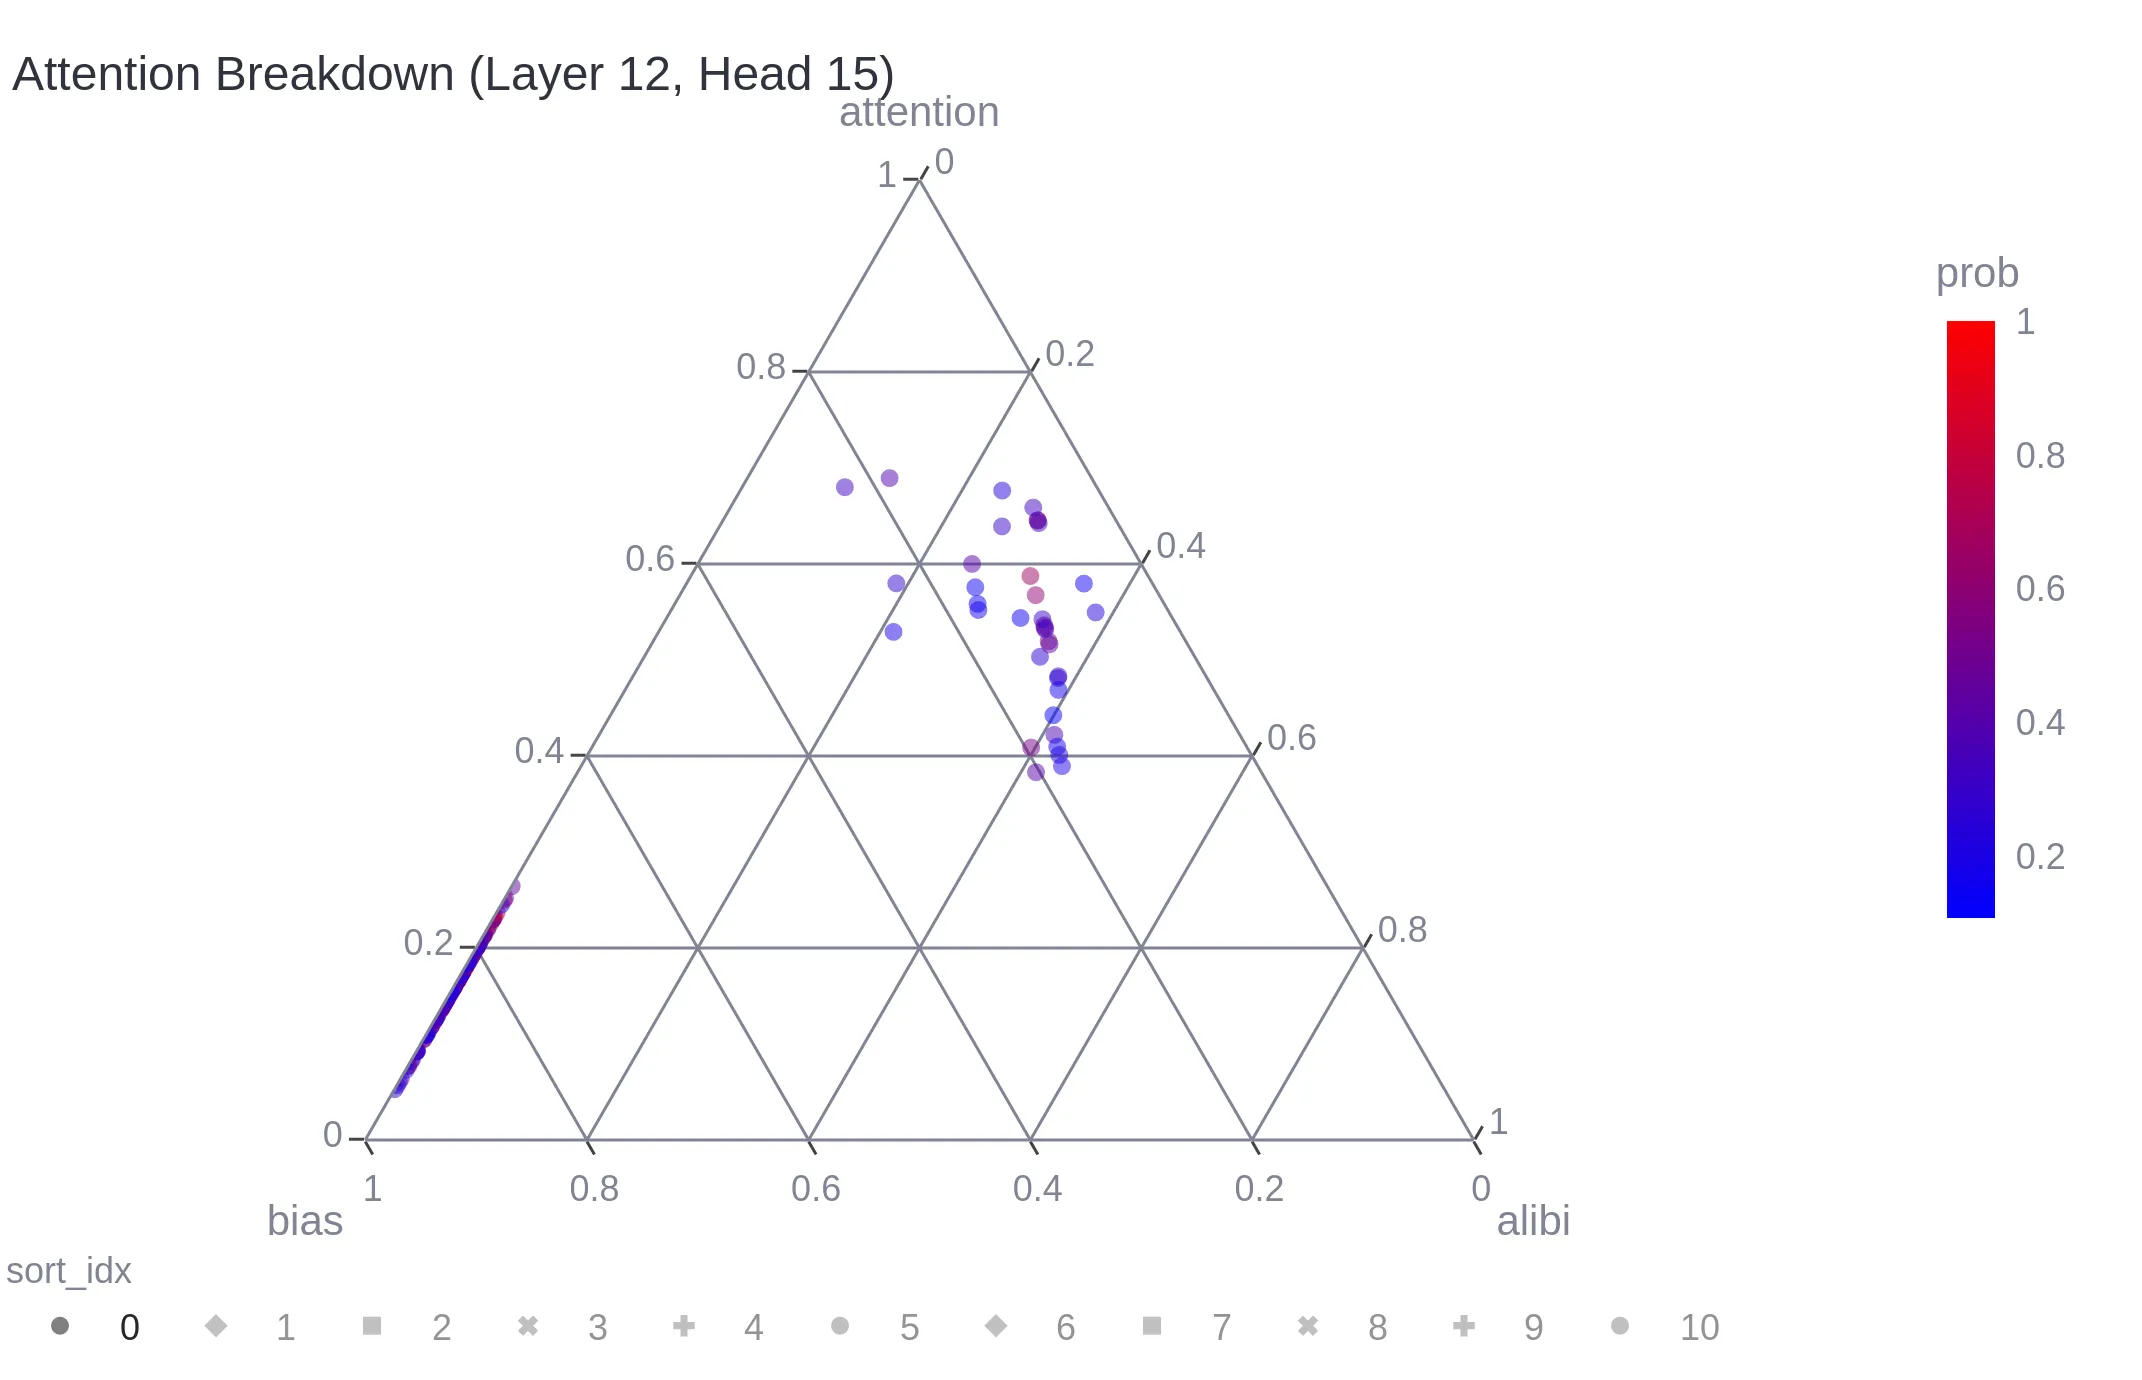 Attention Breakdown (Layer 12, Head 15)
attention
1 0
prob
1
0.8 0.2
0.8
0.6 0.4
0.6
0.4 0.6
0.4
0.2
0.2 0.8
0 1
1 0.8 0.6 0.4 0.2 0
bias alibi
sort_idx
0 1 2 3 4 5 6 7 8 9 10